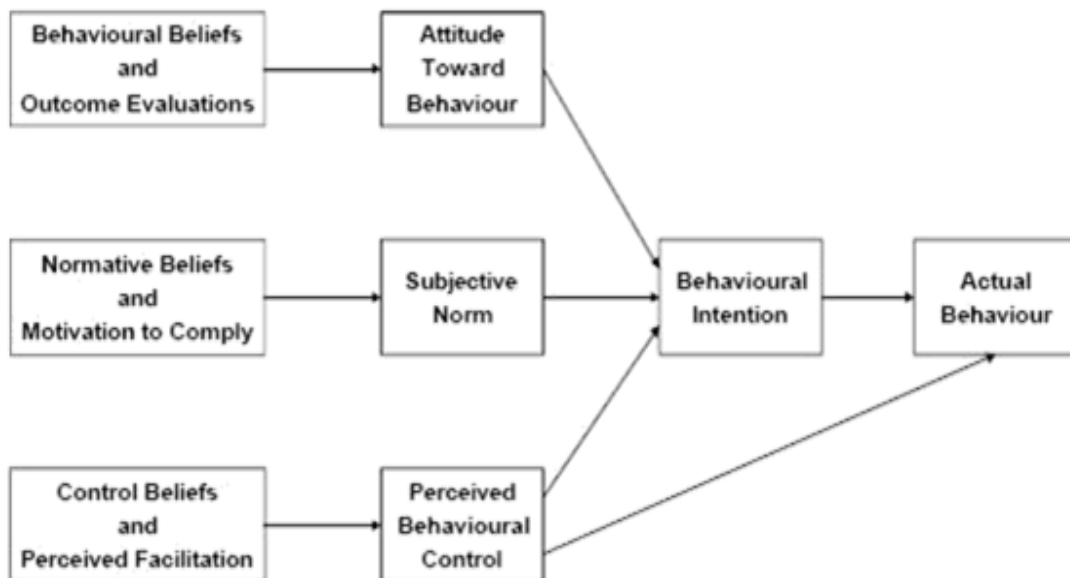 Behavioural Beliefs
and
Outcome Evaluations
Attitude
Toward
Behaviour
Normative Beliefs
and
Motivation to Comply
Subjective
Norm
Behavioural
Intention
Actual
Behaviour
Control Beliefs
and
Perceived Facilitation
Perceived
Behavioural
Control